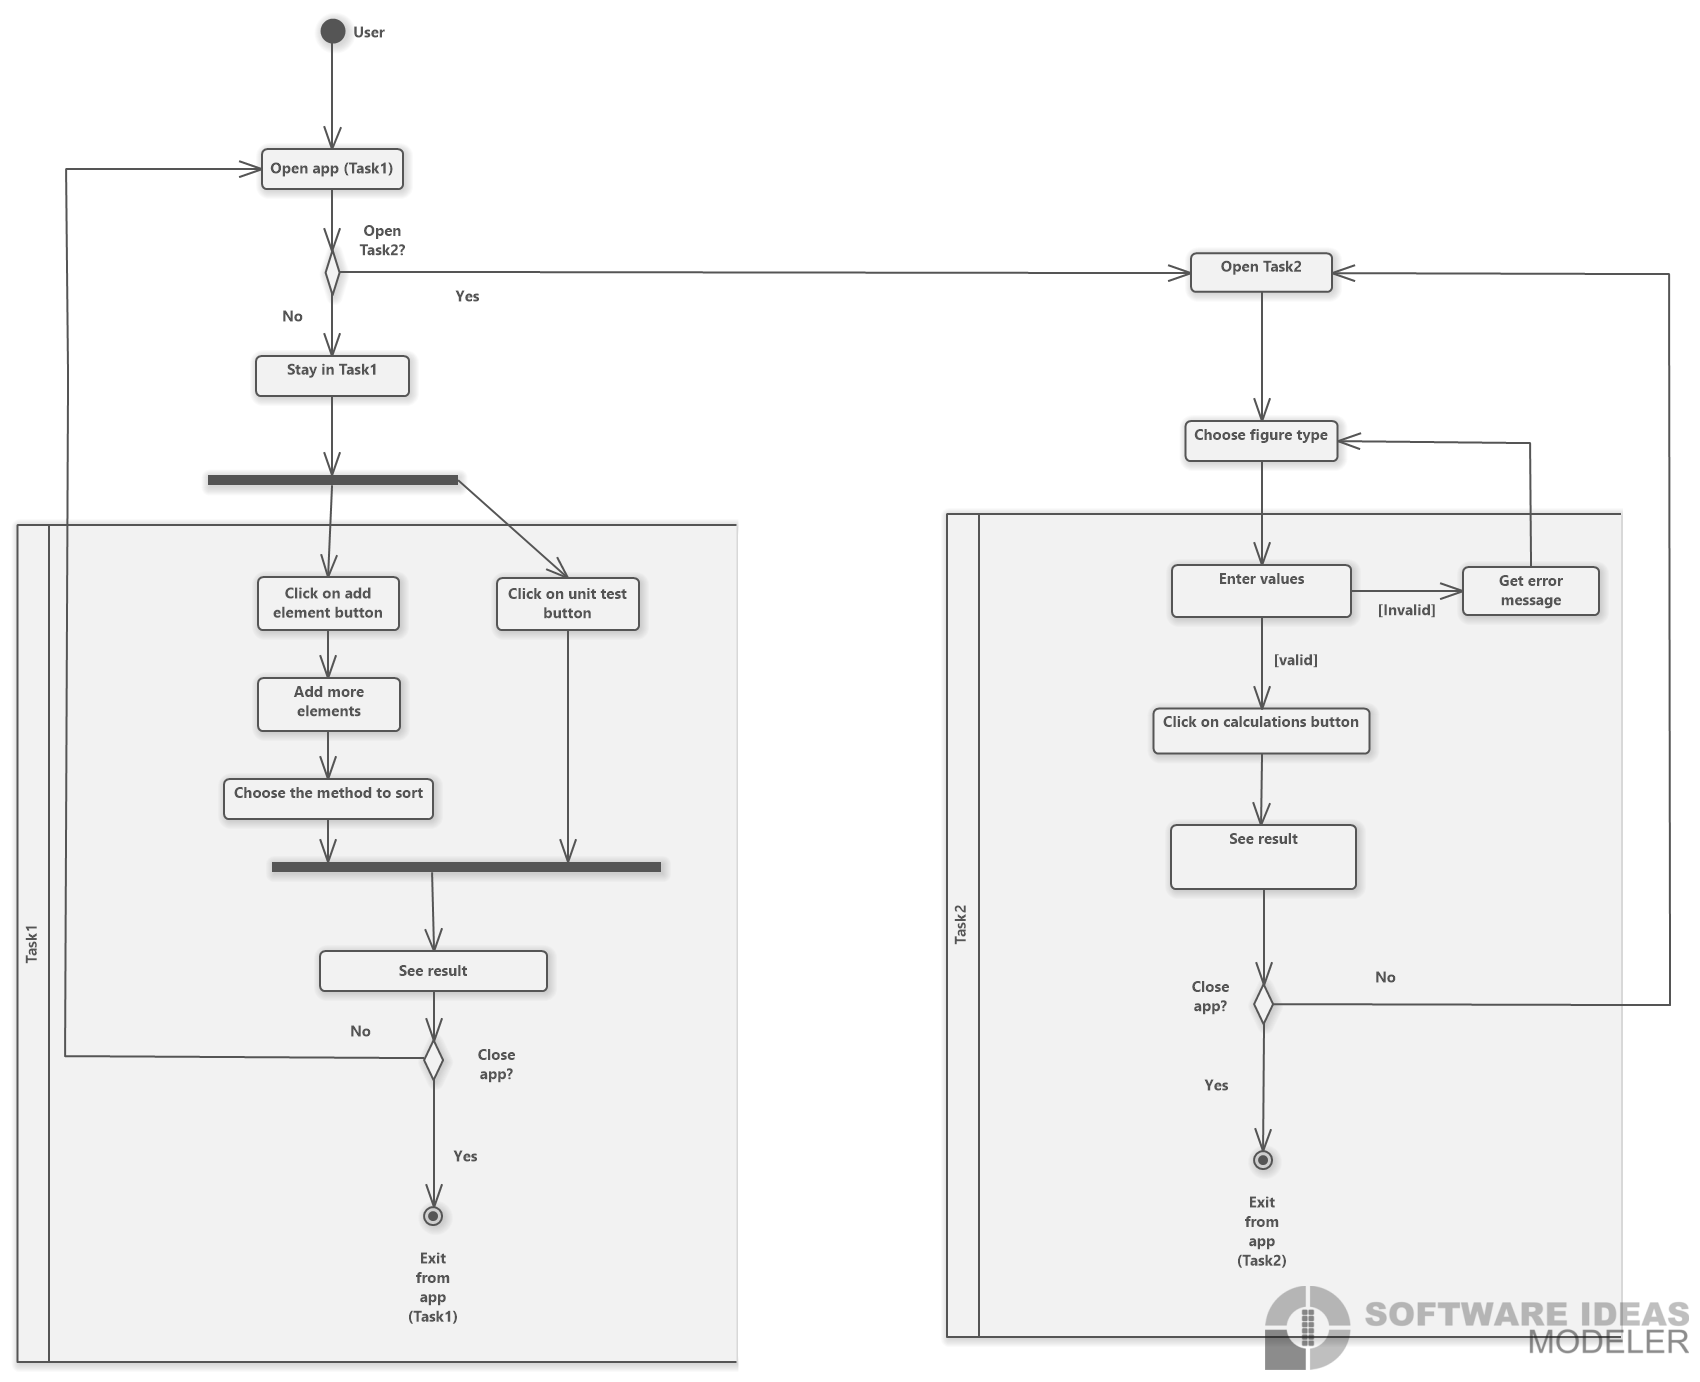 User
Open app (Task1)
Open
Task2?
Yes
No
Stay in Task1
Task1
Click on add
element button
Click on unit test
button
Add more
elements
Choose the method to sort
See result
No
Close
app?
Yes
Exit
from
app
(Task1)
Open Task2
Choose figure type
Task2
Enter values
[Invalid]
Get error
message
[valid]
Click on calculations button
See result
Close
app?
No
Yes
Exit
from
app
(Task2)
SOFTWARE IDEAS
MODELER